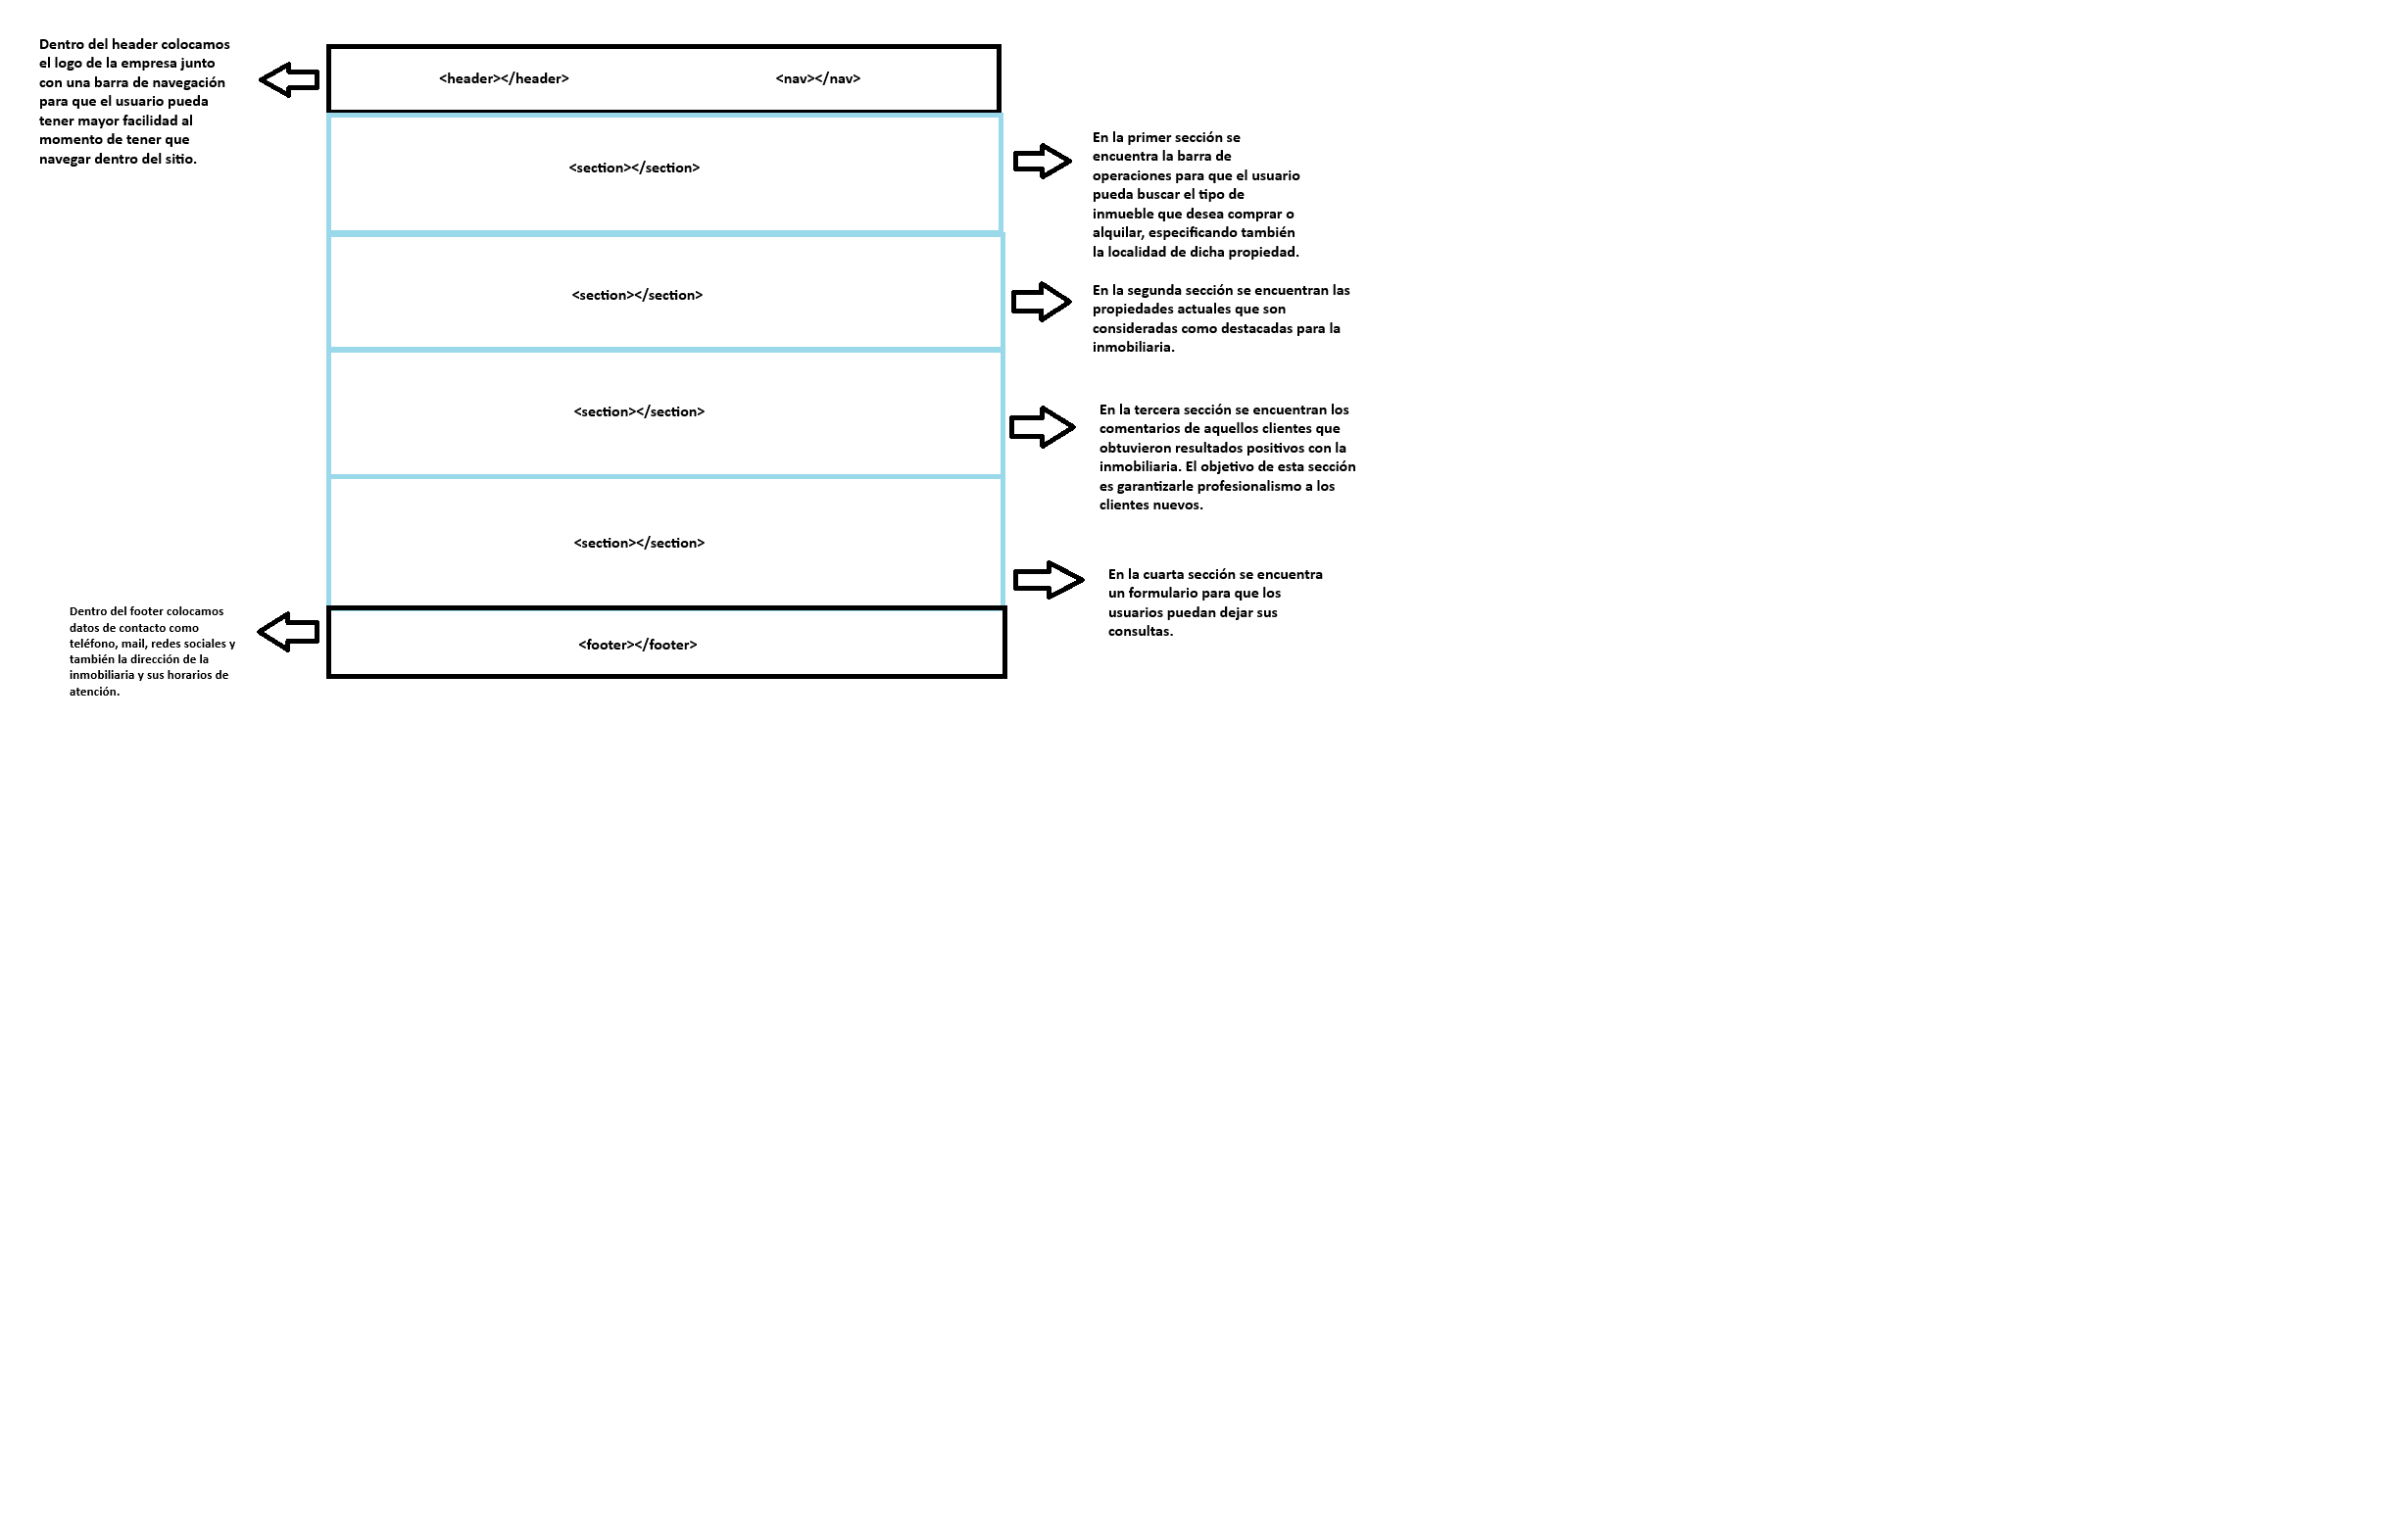 Dentro del header colocamos
el logo de la empresa junto
con una barra de navegación
para que el usuario pueda
tener mayor facilidad al
momento de tener que
navegar dentro del sitio.
<header></header>
<nav></nav>
<section></section>
En la primer sección se
encuentra la barra de
operaciones para que el usuario
pueda buscar el tipo de
inmueble que desea comprar o
alquilar, especificando también
la localidad de dicha propiedad.
<section></section>
En la segunda sección se encuentran las
propiedades actuales que son
consideradas como destacadas para la
inmobiliaria.
<section></section>
En la tercera sección se encuentran los
comentarios de aquellos clientes que
obtuvieron resultados positivos con la
inmobiliaria. El objetivo de esta sección
es garantizarle profesionalismo a los
clientes nuevos.
<section></section>
En la cuarta sección se encuentra
un formulario para que los
usuarios puedan dejar sus
consultas.
Dentro del footer colocamos
datos de contacto como
teléfono, mail, redes sociales y
también la dirección de la
inmobiliaria y sus horarios de
atención.
<footer></footer>